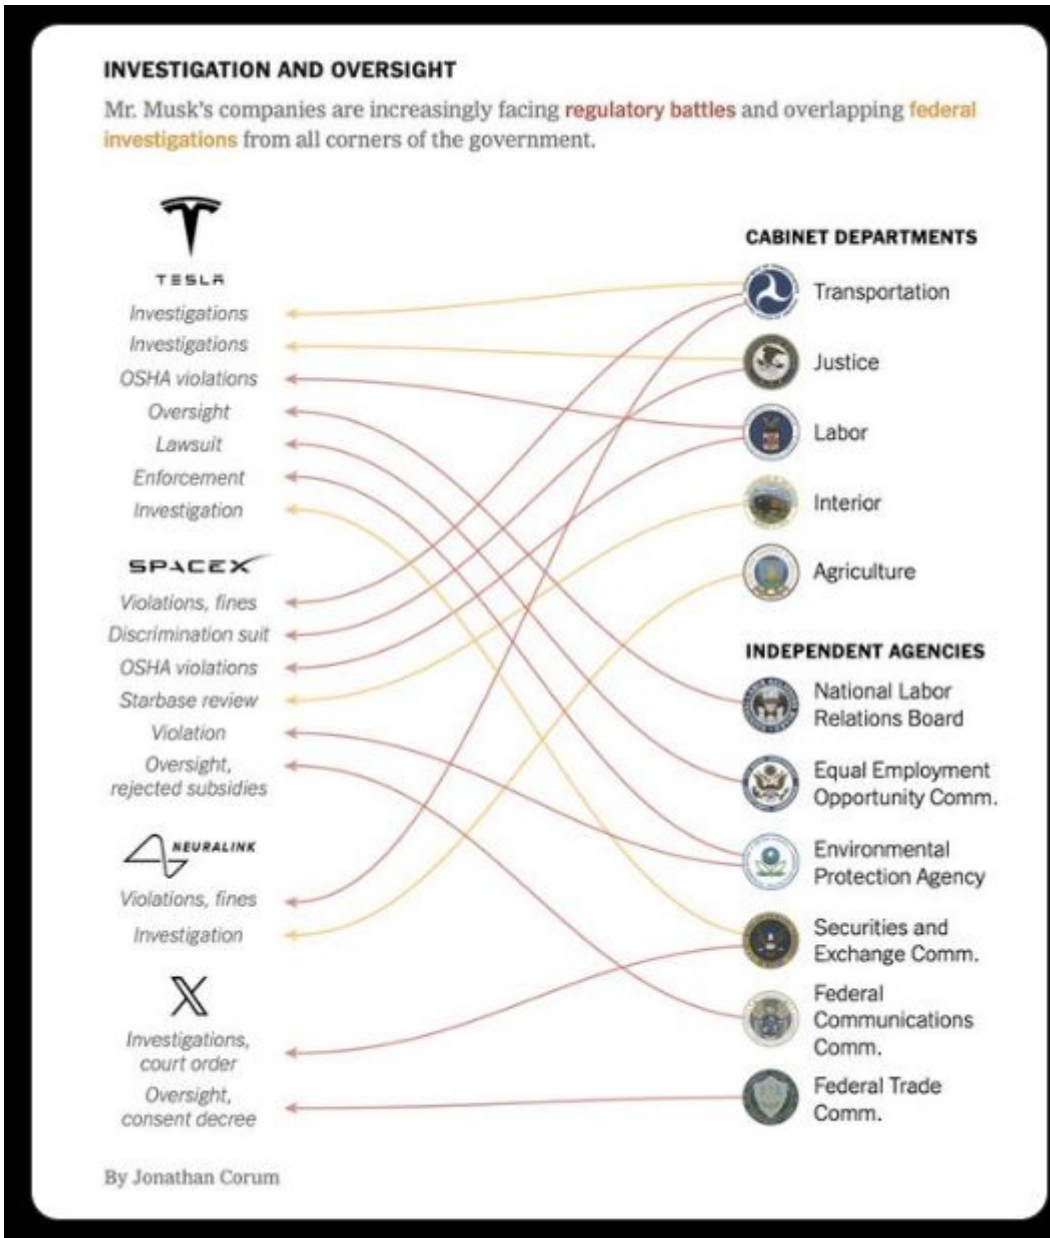 INVESTIGATION AND OVERSIGHT
Mr. Musk's companies are increasingly facing regulatory battles and overlapping federal
investigations from all corners of the government.
TESLA
Investigations
Investigations
OSHA violations
Oversight
Lawsuit
Enforcement
Investigation
SPACEX
Violations, fines
Discrimination suit
OSHA violations
Starbase review
Violation
Oversight,
rejected subsidies
NEURALINK
Violations, fines
Investigation
X
Investigations,
court order
Oversight,
consent decree
CABINET DEPARTMENTS
Transportation
Justice
Labor
Interior
Agriculture
INDEPENDENT AGENCIES
National Labor
Relations Board
Equal Employment
Opportunity Comm.
Environmental
Protection Agency
Securities and
Exchange Comm.
Federal
Communications
Comm.
Federal Trade
Comm.
By Jonathan Corum